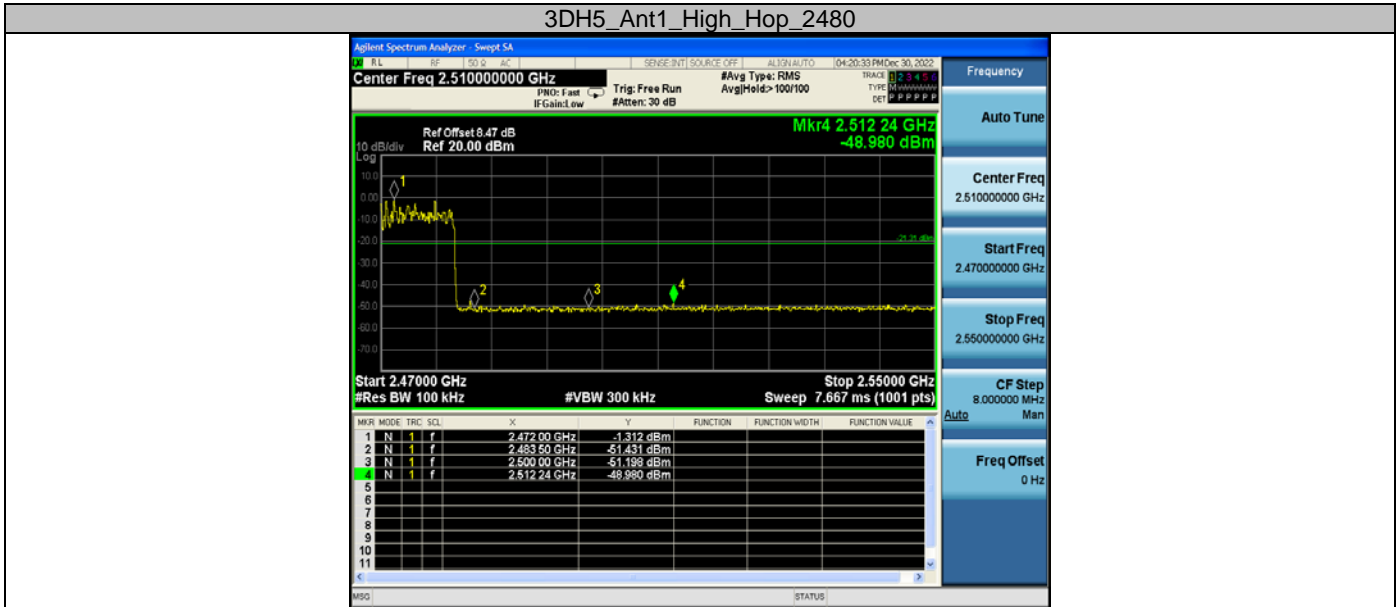 3DH5_Ant1_High_Hop_2480
Agilent Spectrum Analyzer - Swept SA
RL RF 50 Ω AC SENSE:INT SOURCE OFF ALIGN AUTO 04:20:33 PM Dec 30, 2022
Center Freq 2.510000000 GHz
PNO: Fast
IFGain:Low
Trig: Free Run
#Atten: 30 dB
#Avg Type: RMS
Avg|Hold:>100/100
TRACE 1 2 3 4 5 6
TYPE M
DET P P P P P P
Ref Offset 8.47 dB
10 dB/div Ref 20.00 dBm
Log
Mkr4 2.512 24 GHz
-48.980 dBm
10.0
0.00
-10.0
-20.0
-30.0
-40.0
-50.0
-60.0
-70.0
1
2
3
4
-21.31 dBm
Start 2.47000 GHz Stop 2.55000 GHz
#Res BW 100 kHz #VBW 300 kHz Sweep 7.667 ms (1001 pts)
MKR MODE TRC SCL X Y FUNCTION FUNCTION WIDTH FUNCTION VALUE
1 N 1 f 2.472 00 GHz -1.312 dBm
2 N 1 f 2.483 50 GHz -51.431 dBm
3 N 1 f 2.500 00 GHz -51.198 dBm
4 N 1 f 2.512 24 GHz -48.980 dBm
5
6
7
8
9
10
11
MSG STATUS
Frequency
Auto Tune
Center Freq
2.510000000 GHz
Start Freq
2.470000000 GHz
Stop Freq
2.550000000 GHz
CF Step
8.000000 MHz
Auto Man
Freq Offset
0 Hz